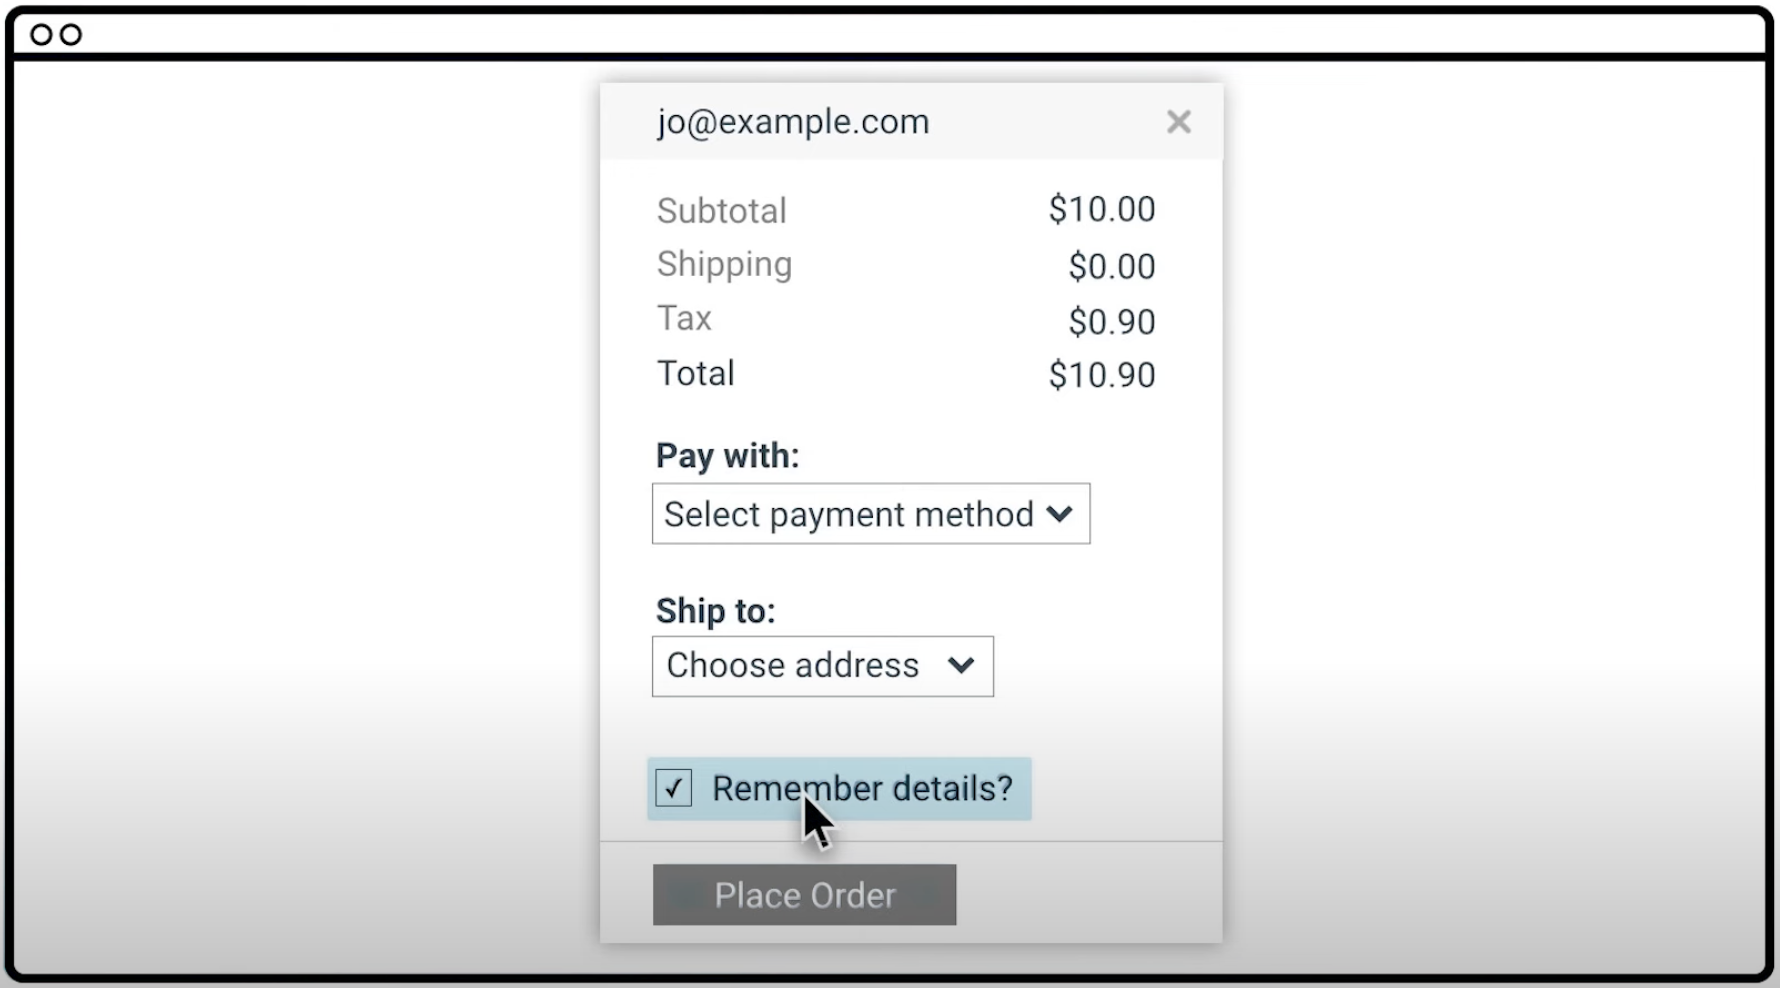 jo@example.com
Subtotal $10.00
Shipping $0.00
Tax $0.90
Total $10.90
Pay with:
Select payment method
Ship to:
Choose address
Remember details?
Place Order